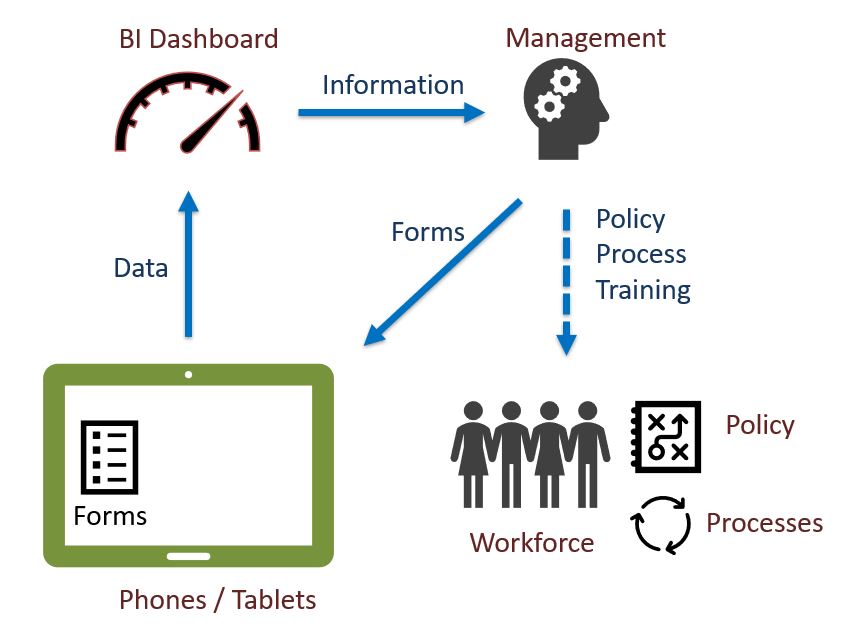 BI Dashboard
Management
Information
Forms
Policy
Process
Training
Data
Forms
Phones / Tablets
Workforce
Policy
Processes